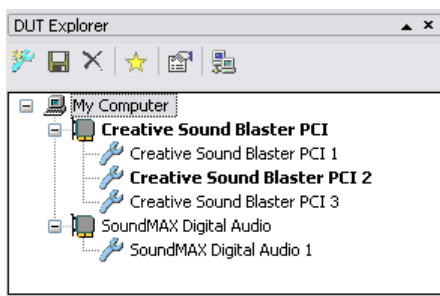 DUT Explorer
My Computer
Creative Sound Blaster PCI
Creative Sound Blaster PCI 1
Creative Sound Blaster PCI 2
Creative Sound Blaster PCI 3
SoundMAX Digital Audio
SoundMAX Digital Audio 1